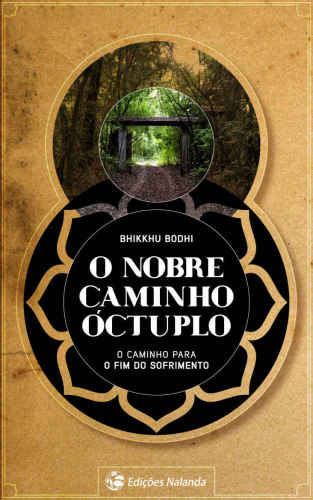 BHIKKHU BODHI
O NOBRE
CAMINHO
ÓCTUPLO
O CAMINHO PARA
O FIM DO SOFRIMENTO
Edições Nalanda